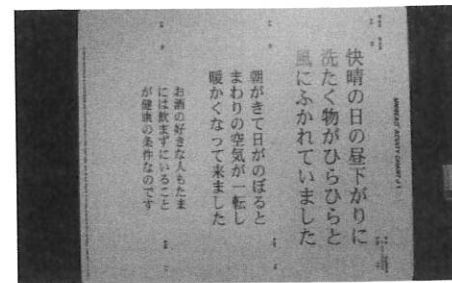 MNREAD ACUITY CHART
快晴の日の昼下がりに
洗たく物がひらひらと
風にふかれていました
朝がきて日がのぼると
まわりの空気が一転し
暖かくなって来ました
お酒の好きな人もたま
には飲まずにいること
が健康の条件なのです